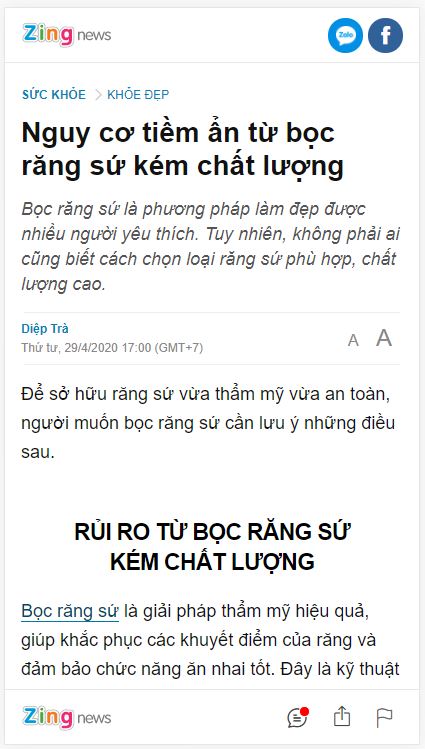 Zing news
Zalo
SỨC KHỎE
KHỎE ĐẸP
Nguy cơ tiềm ẩn từ bọc
răng sứ kém chất lượng
Bọc răng sứ là phương pháp làm đẹp được
nhiều người yêu thích. Tuy nhiên, không phải ai
cũng biết cách chọn loại răng sứ phù hợp, chất
lượng cao.
Diệp Trà
Thứ tư, 29/4/2020 17:00 (GMT+7)
A A
Để sở hữu răng sứ vừa thẩm mỹ vừa an toàn,
người muốn bọc răng sứ cần lưu ý những điều
sau.
RỦI RO TỪ BỌC RĂNG SỨ
KÉM CHẤT LƯỢNG
Bọc răng sứ là giải pháp thẩm mỹ hiệu quả,
giúp khắc phục các khuyết điểm của răng và
đảm bảo chức năng ăn nhai tốt. Đây là kỹ thuật
Zing news